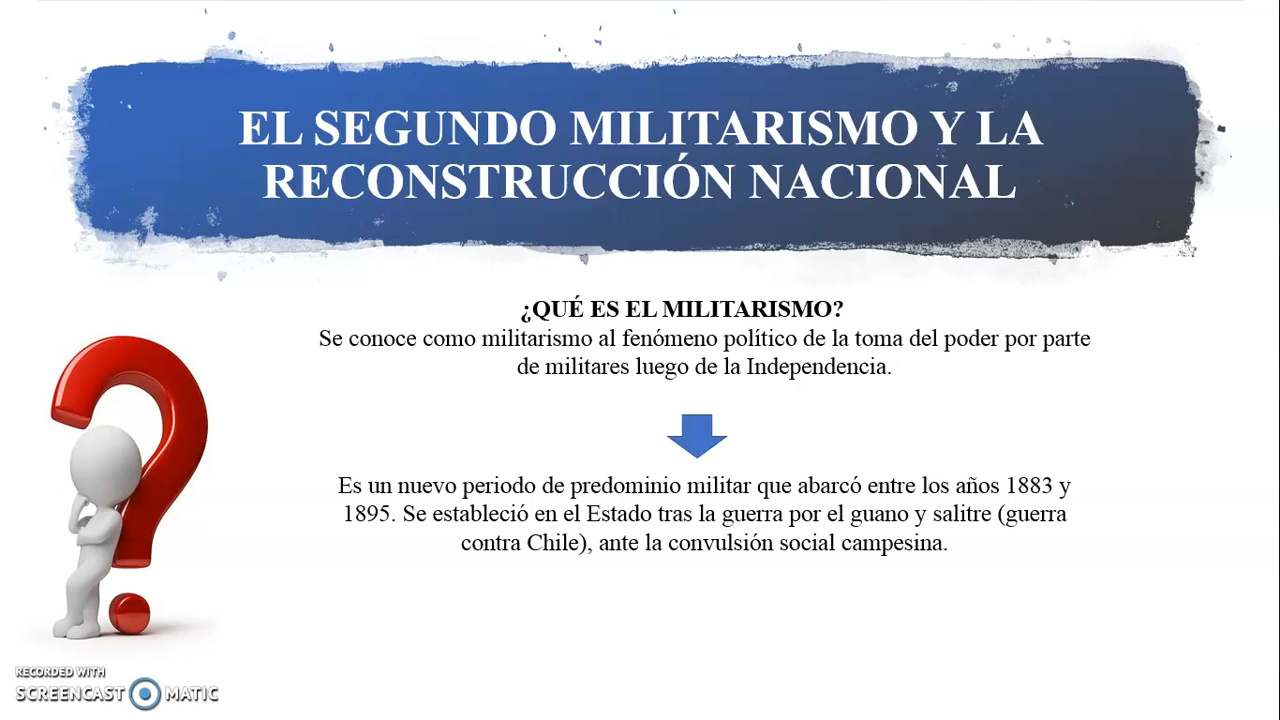 EL SEGUNDO MILITARISMO Y LA
RECONSTRUCCIÓN NACIONAL
¿QUÉ ES EL MILITARISMO?
Se conoce como militarismo al fenómeno político de la toma del poder por parte
de militares luego de la Independencia.
Es un nuevo periodo de predominio militar que abarcó entre los años 1883 y
1895. Se estableció en el Estado tras la guerra por el guano y salitre (guerra
contra Chile), ante la convulsión social campesina.
RECORDED WITH
SCREENCAST MATIC